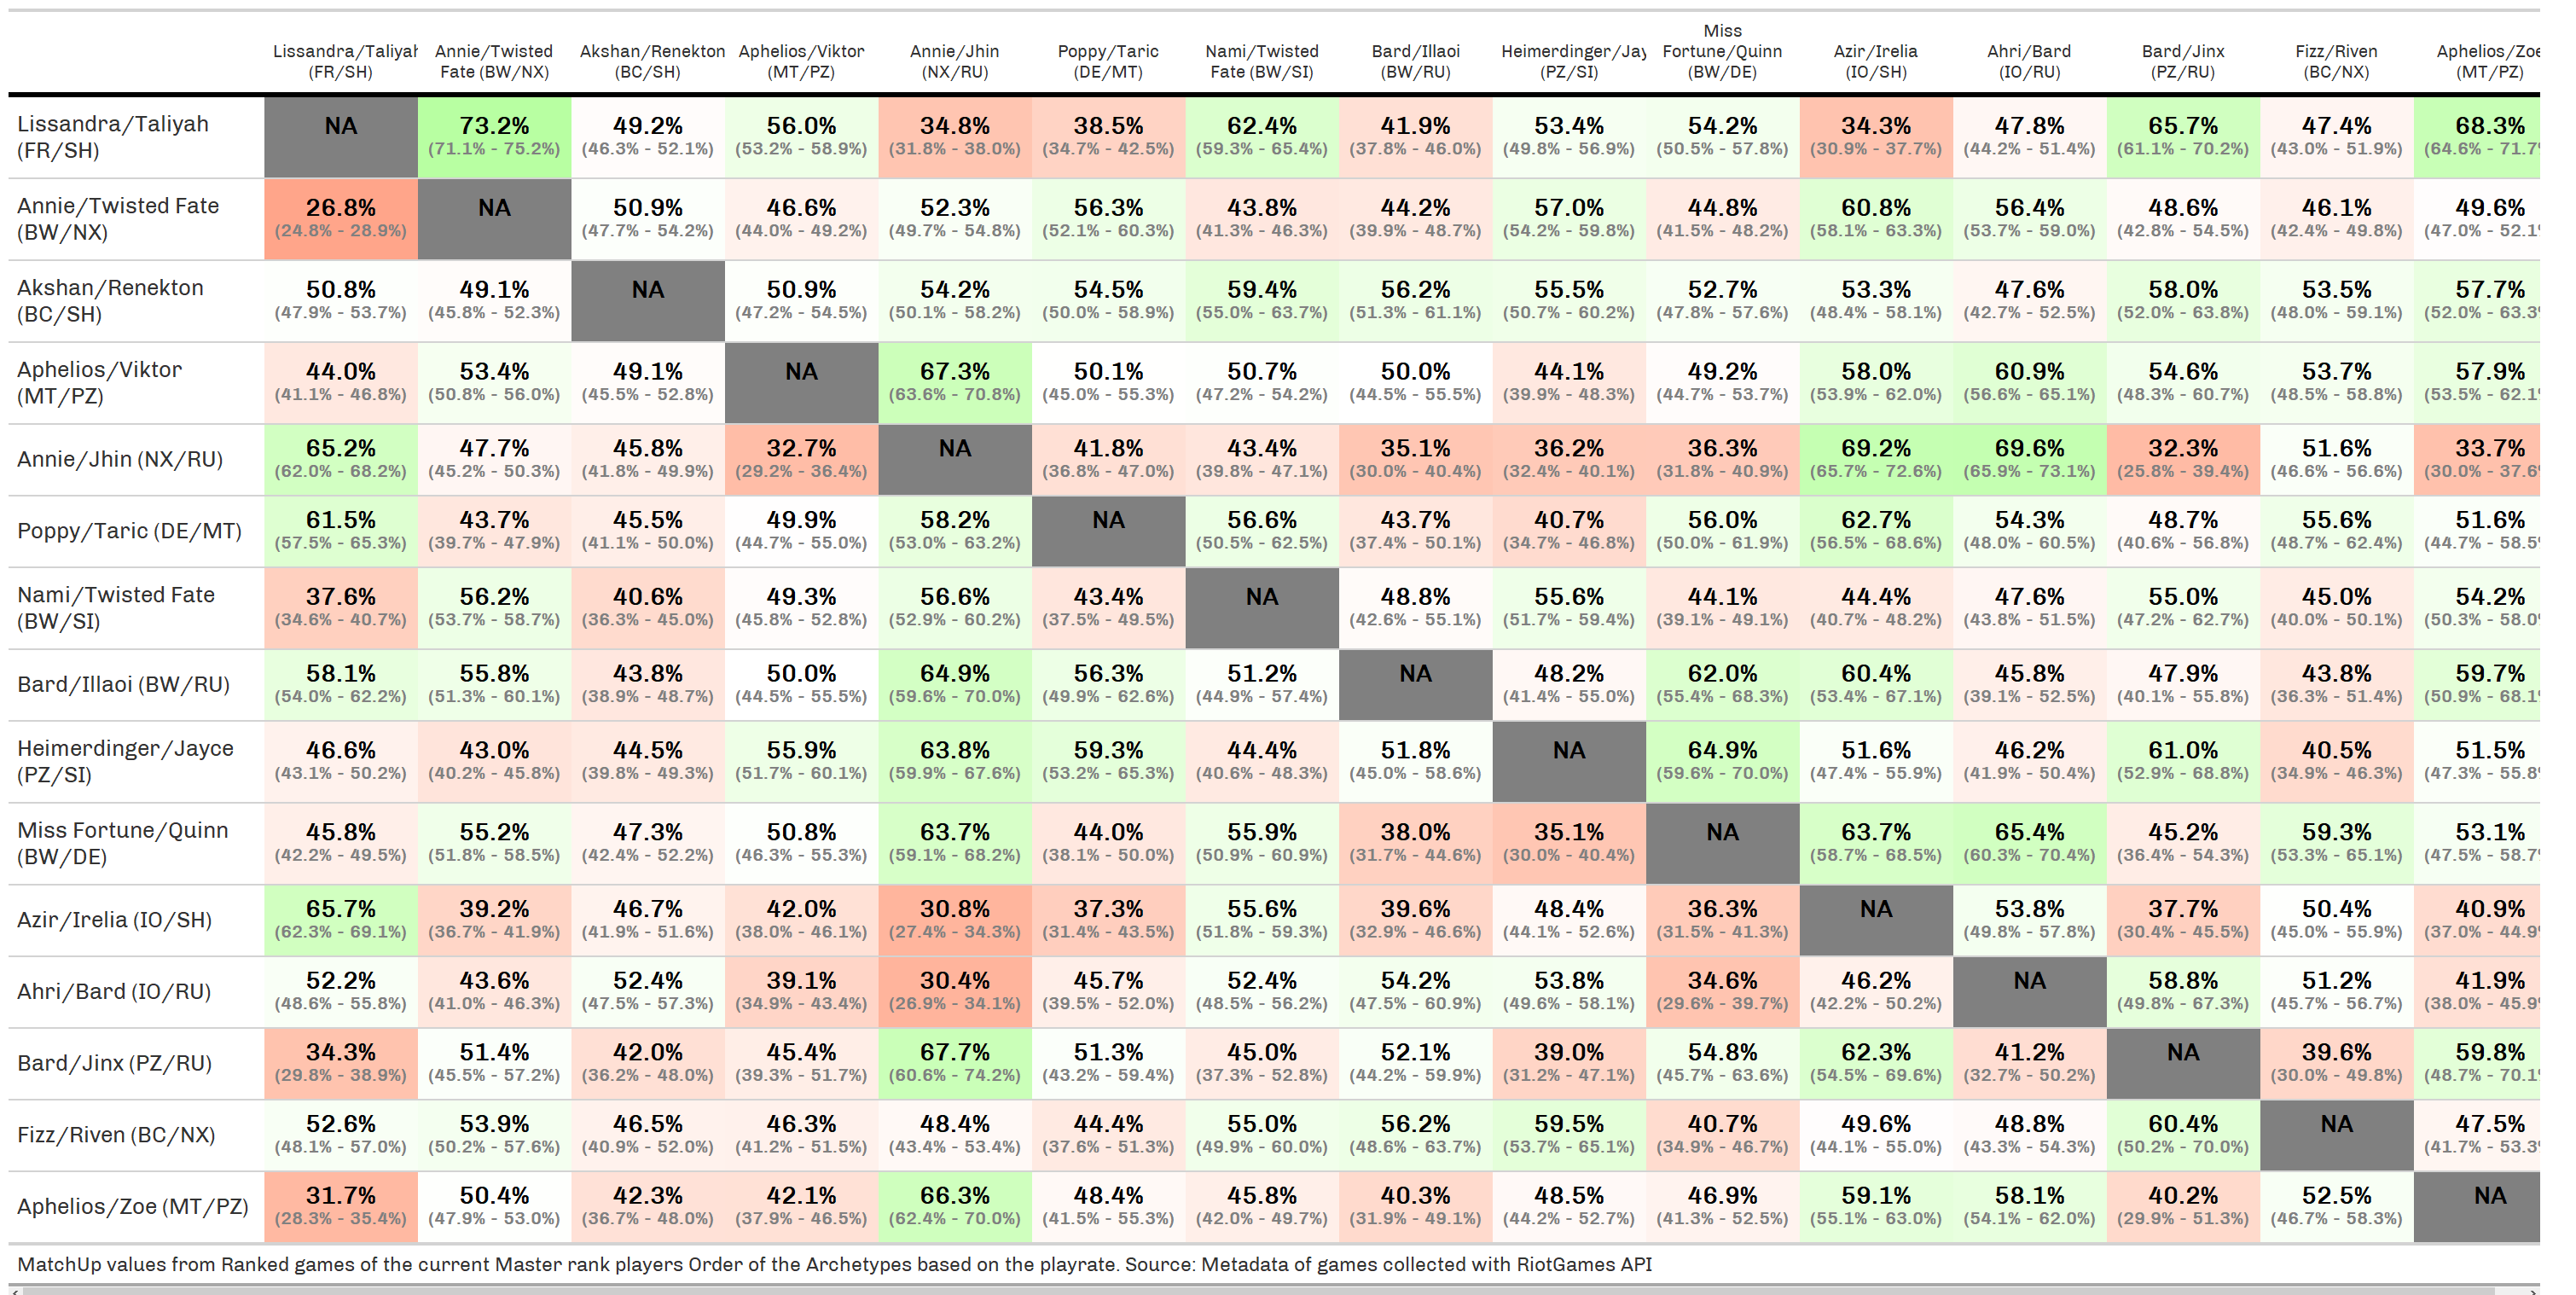 Miss
Lissandra/Taliyah Annie/Twisted Akshan/Renekton Aphelios/Viktor Annie/Jhin Poppy/Taric Nami/Twisted Bard/Illaoi Heimerdinger/Jay Fortune/Quinn Azir/Irelia Ahri/Bard Bard/Jinx Fizz/Riven Aphelios/Zoe
(FR/SH) Fate (BW/NX) (BC/SH) (MT/PZ) (NX/RU) (DE/MT) Fate (BW/SI) (BW/RU) (PZ/SI) (BW/DE) (IO/SH) (IO/RU) (PZ/RU) (BC/NX) (MT/PZ)
Lissandra/Taliyah NA 73.2% 49.2% 56.0% 34.8% 38.5% 62.4% 41.9% 53.4% 54.2% 34.3% 47.8% 65.7% 47.4% 68.3%
(FR/SH) (71.1% - 75.2%) (46.3% - 52.1%) (53.2% - 58.9%) (31.8% - 38.0%) (34.7% - 42.5%) (59.3% - 65.4%) (37.8% - 46.0%) (49.8% - 56.9%) (50.5% - 57.8%) (30.9% - 37.7%) (44.2% - 51.4%) (61.1% - 70.2%) (43.0% - 51.9%) (64.6% - 71.7%
Annie/Twisted Fate 26.8% NA 50.9% 46.6% 52.3% 56.3% 43.8% 44.2% 57.0% 44.8% 60.8% 56.4% 48.6% 46.1% 49.6%
(BW/NX) (24.8% - 28.9%) (47.7% - 54.2%) (44.0% - 49.2%) (49.7% - 54.8%) (52.1% - 60.3%) (41.3% - 46.3%) (39.9% - 48.7%) (54.2% - 59.8%) (41.5% - 48.2%) (58.1% - 63.3%) (53.7% - 59.0%) (42.8% - 54.5%) (42.4% - 49.8%) (47.0% - 52.1%
Akshan/Renekton 50.8% 49.1% NA 50.9% 54.2% 54.5% 59.4% 56.2% 55.5% 52.7% 53.3% 47.6% 58.0% 53.5% 57.7%
(BC/SH) (47.9% - 53.7%) (45.8% - 52.3%) (47.2% - 54.5%) (50.1% - 58.2%) (50.0% - 58.9%) (55.0% - 63.7%) (51.3% - 61.1%) (50.7% - 60.2%) (47.8% - 57.6%) (48.4% - 58.1%) (42.7% - 52.5%) (52.0% - 63.8%) (48.0% - 59.1%) (52.0% - 63.3%
Aphelios/Viktor 44.0% 53.4% 49.1% NA 67.3% 50.1% 50.7% 50.0% 44.1% 49.2% 58.0% 60.9% 54.6% 53.7% 57.9%
(MT/PZ) (41.1% - 46.8%) (50.8% - 56.0%) (45.5% - 52.8%) (63.6% - 70.8%) (45.0% - 55.3%) (47.2% - 54.2%) (44.5% - 55.5%) (39.9% - 48.3%) (44.7% - 53.7%) (53.9% - 62.0%) (56.6% - 65.1%) (48.3% - 60.7%) (48.5% - 58.8%) (53.5% - 62.1%
Annie/Jhin (NX/RU) 65.2% 47.7% 45.8% 32.7% NA 41.8% 43.4% 35.1% 36.2% 36.3% 69.2% 69.6% 32.3% 51.6% 33.7%
(62.0% - 68.2%) (45.2% - 50.3%) (41.8% - 49.9%) (29.2% - 36.4%) (36.8% - 47.0%) (39.8% - 47.1%) (30.0% - 40.4%) (32.4% - 40.1%) (31.8% - 40.9%) (65.7% - 72.6%) (65.9% - 73.1%) (25.8% - 39.4%) (46.6% - 56.6%) (30.0% - 37.6%
Poppy/Taric (DE/MT) 61.5% 43.7% 45.5% 49.9% 58.2% NA 56.6% 43.7% 40.7% 56.0% 62.7% 54.3% 48.7% 55.6% 51.6%
(57.5% - 65.3%) (39.7% - 47.9%) (41.1% - 50.0%) (44.7% - 55.0%) (53.0% - 63.2%) (50.5% - 62.5%) (37.4% - 50.1%) (34.7% - 46.8%) (50.0% - 61.9%) (56.5% - 68.6%) (48.0% - 60.5%) (40.6% - 56.8%) (48.7% - 62.4%) (44.7% - 58.5%
Nami/Twisted Fate 37.6% 56.2% 40.6% 49.3% 56.6% 43.4% NA 48.8% 55.6% 44.1% 44.4% 47.6% 55.0% 45.0% 54.2%
(BW/SI) (34.6% - 40.7%) (53.7% - 58.7%) (36.3% - 45.0%) (45.8% - 52.8%) (52.9% - 60.2%) (37.5% - 49.5%) (42.6% - 55.1%) (51.7% - 59.4%) (39.1% - 49.1%) (40.7% - 48.2%) (43.8% - 51.5%) (47.2% - 62.7%) (40.0% - 50.1%) (50.3% - 58.0%
Bard/Illaoi (BW/RU) 58.1% 55.8% 43.8% 50.0% 64.9% 56.3% 51.2% NA 48.2% 62.0% 60.4% 45.8% 47.9% 43.8% 59.7%
(54.0% - 62.2%) (51.3% - 60.1%) (38.9% - 48.7%) (44.5% - 55.5%) (59.6% - 70.0%) (49.9% - 62.6%) (44.9% - 57.4%) (41.4% - 55.0%) (55.4% - 68.3%) (53.4% - 67.1%) (39.1% - 52.5%) (40.1% - 55.8%) (36.3% - 51.4%) (50.9% - 68.1%
Heimerdinger/Jayce 46.6% 43.0% 44.5% 55.9% 63.8% 59.3% 44.4% 51.8% NA 64.9% 51.6% 46.2% 61.0% 40.5% 51.5%
(PZ/SI) (43.1% - 50.2%) (40.2% - 45.8%) (39.8% - 49.3%) (51.7% - 60.1%) (59.9% - 67.6%) (53.2% - 65.3%) (40.6% - 48.3%) (45.0% - 58.6%) (59.6% - 70.0%) (47.4% - 55.9%) (41.9% - 50.4%) (52.9% - 68.8%) (34.9% - 46.3%) (47.3% - 55.8%
Miss Fortune/Quinn 45.8% 55.2% 47.3% 50.8% 63.7% 44.0% 55.9% 38.0% 35.1% NA 63.7% 65.4% 45.2% 59.3% 53.1%
(BW/DE) (42.2% - 49.5%) (51.8% - 58.5%) (42.4% - 52.2%) (46.3% - 55.3%) (59.1% - 68.2%) (38.1% - 50.0%) (50.9% - 60.9%) (31.7% - 44.6%) (30.0% - 40.4%) (58.7% - 68.5%) (60.3% - 70.4%) (36.4% - 54.3%) (53.3% - 65.1%) (47.5% - 58.7%
Azir/Irelia (IO/SH) 65.7% 39.2% 46.7% 42.0% 30.8% 37.3% 55.6% 39.6% 48.4% 36.3% NA 53.8% 37.7% 50.4% 40.9%
(62.3% - 69.1%) (36.7% - 41.9%) (41.9% - 51.6%) (38.0% - 46.1%) (27.4% - 34.3%) (31.4% - 43.5%) (51.8% - 59.3%) (32.9% - 46.6%) (44.1% - 52.6%) (31.5% - 41.3%) (49.8% - 57.8%) (30.4% - 45.5%) (45.0% - 55.9%) (37.0% - 44.9%
Ahri/Bard (IO/RU) 52.2% 43.6% 52.4% 39.1% 30.4% 45.7% 52.4% 54.2% 53.8% 34.6% 46.2% NA 58.8% 51.2% 41.9%
(48.6% - 55.8%) (41.0% - 46.3%) (47.5% - 57.3%) (34.9% - 43.4%) (26.9% - 34.1%) (39.5% - 52.0%) (48.5% - 56.2%) (47.5% - 60.9%) (49.6% - 58.1%) (29.6% - 39.7%) (42.2% - 50.2%) (49.8% - 67.3%) (45.7% - 56.7%) (38.0% - 45.9%
Bard/Jinx (PZ/RU) 34.3% 51.4% 42.0% 45.4% 67.7% 51.3% 45.0% 52.1% 39.0% 54.8% 62.3% 41.2% NA 39.6% 59.8%
(29.8% - 38.9%) (45.5% - 57.2%) (36.2% - 48.0%) (39.3% - 51.7%) (60.6% - 74.2%) (43.2% - 59.4%) (37.3% - 52.8%) (44.2% - 59.9%) (31.2% - 47.1%) (45.7% - 63.6%) (54.5% - 69.6%) (32.7% - 50.2%) (30.0% - 49.8%) (48.7% - 70.1%
Fizz/Riven (BC/NX) 52.6% 53.9% 46.5% 46.3% 48.4% 44.4% 55.0% 56.2% 59.5% 40.7% 49.6% 48.8% 60.4% NA 47.5%
(48.1% - 57.0%) (50.2% - 57.6%) (40.9% - 52.0%) (41.2% - 51.5%) (43.4% - 53.4%) (37.6% - 51.3%) (49.9% - 60.0%) (48.6% - 63.7%) (53.7% - 65.1%) (34.9% - 46.7%) (44.1% - 55.0%) (43.3% - 54.3%) (50.2% - 70.0%) (41.7% - 53.3%
Aphelios/Zoe (MT/PZ) 31.7% 50.4% 42.3% 42.1% 66.3% 48.4% 45.8% 40.3% 48.5% 46.9% 59.1% 58.1% 40.2% 52.5% NA
(28.3% - 35.4%) (47.9% - 53.0%) (36.7% - 48.0%) (37.9% - 46.5%) (62.4% - 70.0%) (41.5% - 55.3%) (42.0% - 49.7%) (31.9% - 49.1%) (44.2% - 52.7%) (41.3% - 52.5%) (55.1% - 63.0%) (54.1% - 62.0%) (29.9% - 51.3%) (46.7% - 58.3%)
MatchUp values from Ranked games of the current Master rank players Order of the Archetypes based on the playrate. Source: Metadata of games collected with RiotGames API